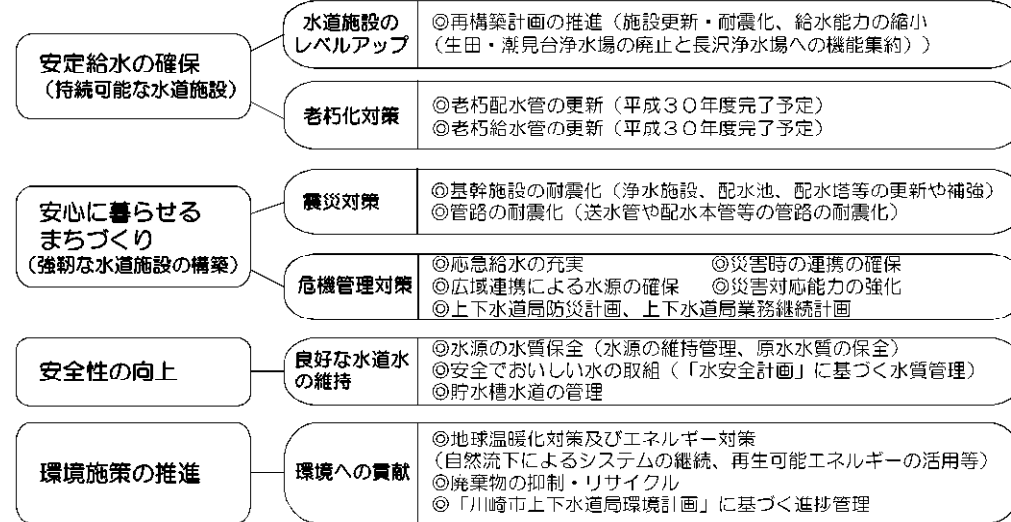 安定給水の確保
(持続可能な水道施設)
水道施設の
レベルアップ
◎再構築計画の推進(施設更新・耐震化、給水能力の縮小
(生田・潮見台浄水場の廃止と長沢浄水場への機能集約))
老朽化対策
◎老朽配水管の更新(平成30年度完了予定)
◎老朽給水管の更新(平成30年度完了予定)
安心に暮らせる
まちづくり
(強靭な水道施設の構築)
震災対策
◎基幹施設の耐震化(浄水施設、配水池、配水塔等の更新や補強)
◎管路の耐震化(送水管や配水本管等の管路の耐震化)
危機管理対策
◎応急給水の充実 ◎災害時の連携の確保
◎広域連携による水源の確保 ◎災害対応能力の強化
◎上下水道局防災計画、上下水道局業務継続計画
安全性の向上
良好な水道水
の維持
◎水源の水質保全(水源の維持管理、原水水質の保全)
◎安全でおいしい水の取組(「水安全計画」に基づく水質管理)
◎貯水槽水道の管理
環境施策の推進
環境への貢献
◎地球温暖化対策及びエネルギー対策
(自然流下によるシステムの継続、再生可能エネルギーの活用等)
◎廃棄物の抑制・リサイクル
◎「川崎市上下水道局環境計画」に基づく進捗管理